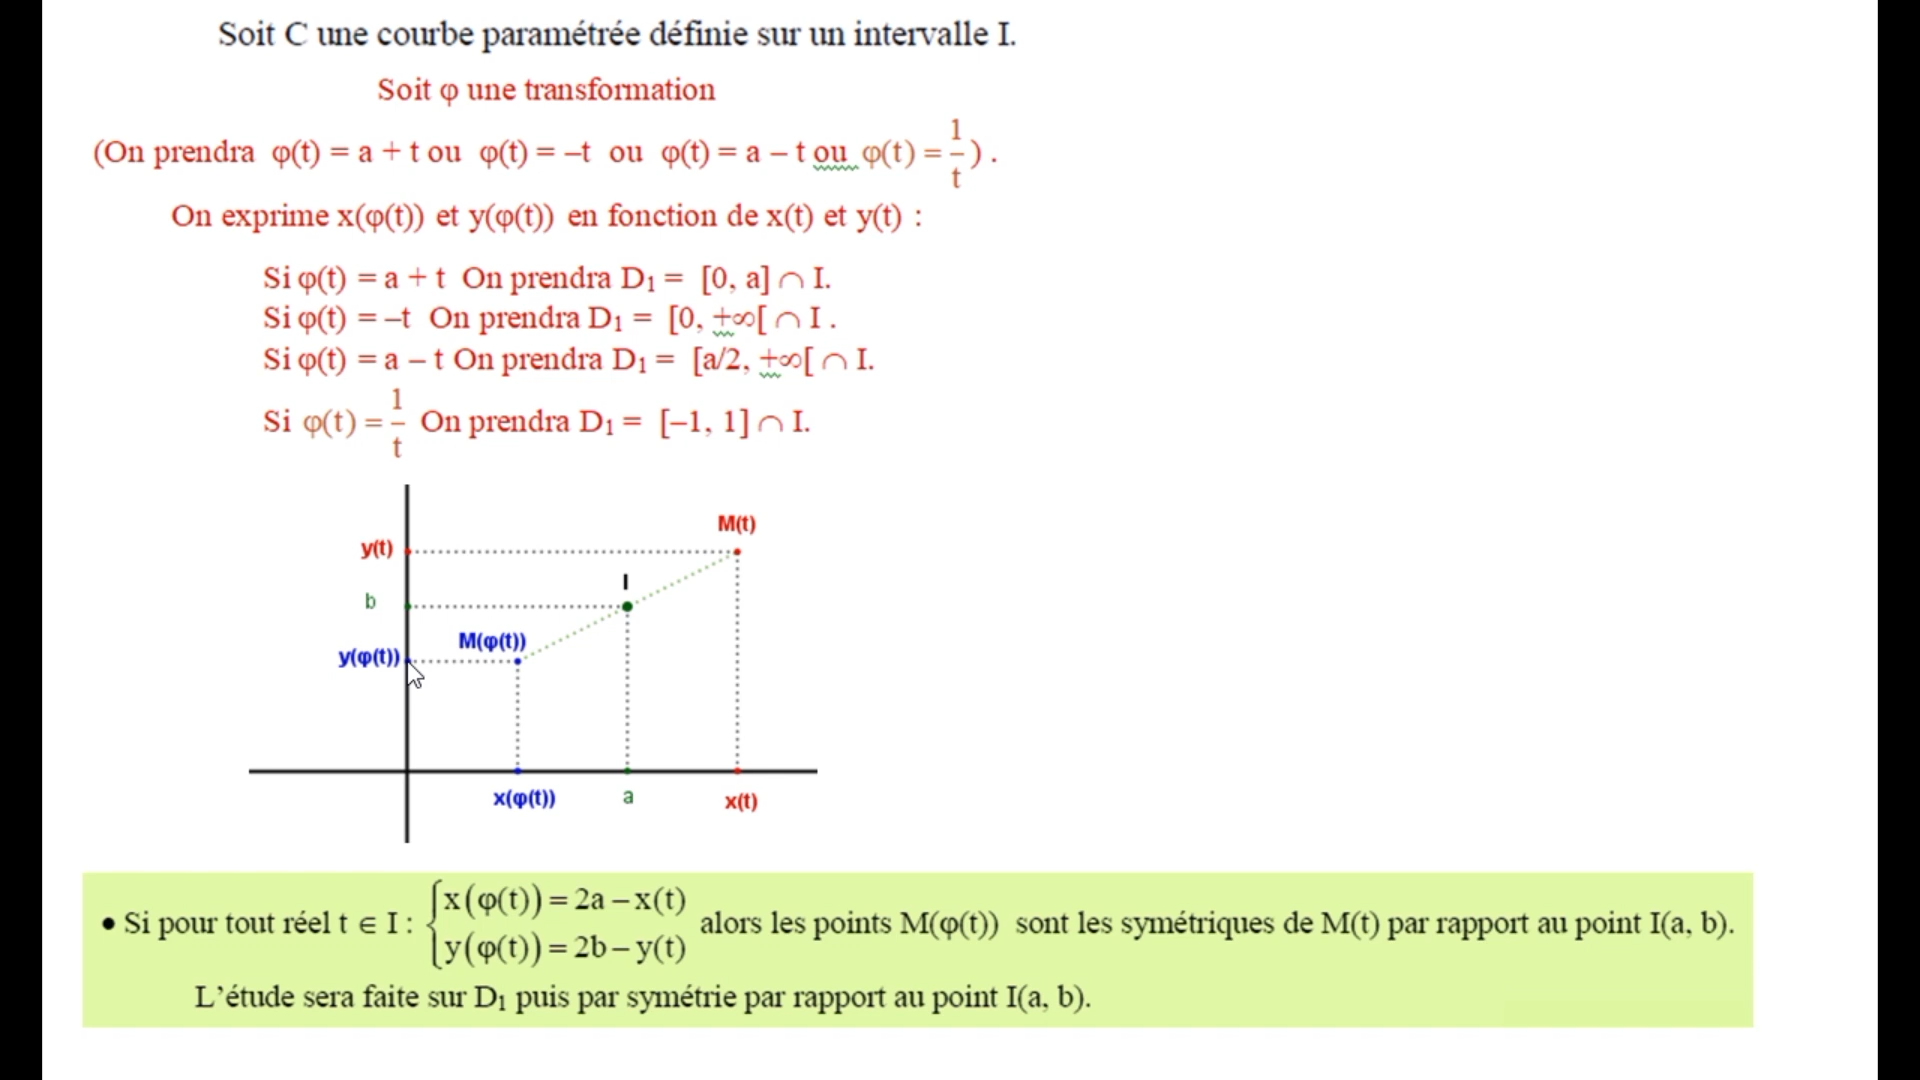 Soit C une courbe paramétrée définie sur un intervalle I.
Soit φ une transformation
(On prendra φ(t) = a + t ou φ(t) = –t ou φ(t) = a – t ou φ(t) = 1/t ) .
On exprime x(φ(t)) et y(φ(t)) en fonction de x(t) et y(t) :
Si φ(t) = a + t On prendra D₁ = [0, a] ∩ I.
Si φ(t) = –t On prendra D₁ = [0, +∞[ ∩ I .
Si φ(t) = a – t On prendra D₁ = [a/2, +∞[ ∩ I.
Si φ(t) = 1/t On prendra D₁ = [–1, 1] ∩ I.
M(t)
y(t)
I
b
M(φ(t))
y(φ(t))
x(φ(t)) a x(t)
• Si pour tout réel t ∈ I : { x(φ(t)) = 2a – x(t)
y(φ(t)) = 2b – y(t)
alors les points M(φ(t)) sont les symétriques de M(t) par rapport au point I(a, b).
L’étude sera faite sur D₁ puis par symétrie par rapport au point I(a, b).